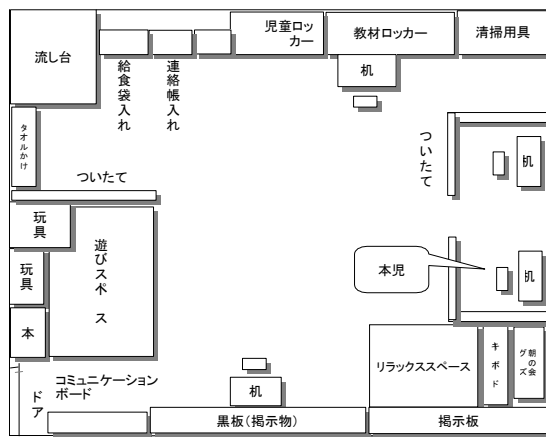 流し台
給食袋入れ
連絡帳入れ
児童ロッ
カー
教材ロッカー
清掃用具
机
タオルかけ
ついたて
ついたて
机
玩
具
遊びスペース
玩
具
本児
机
本
リラックススペース
キーボード
朝の会
グッズ
コミュニケーション
ボード
ドア
机
黒板(掲示物)
掲示板